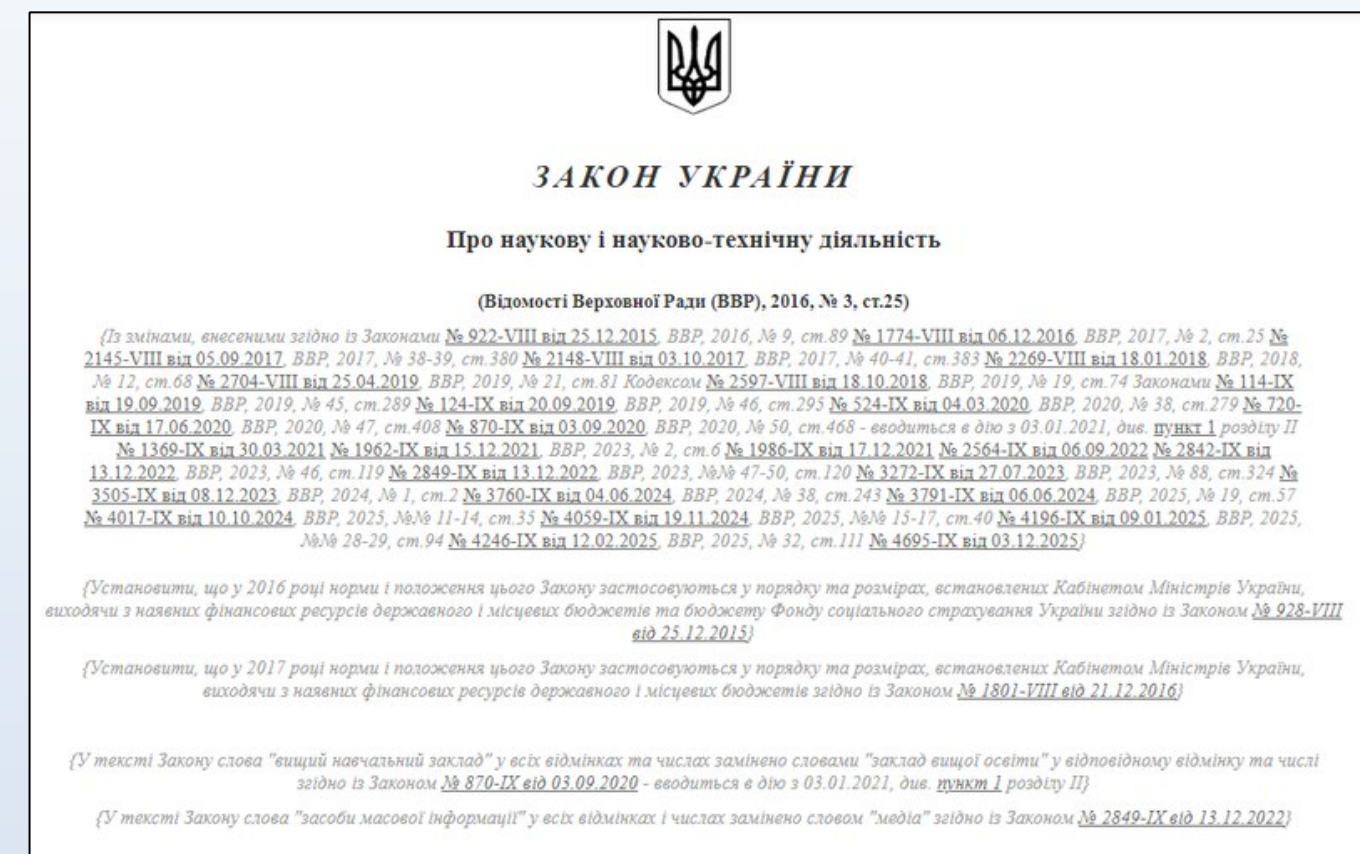 ЗАКОН УКРАЇНИ
Про наукову і науково-технічну діяльність
(Відомості Верховної Ради (ВВР), 2016, № 3, ст.25)
{Із змінами, внесеними згідно із Законами № 922-VIII від 25.12.2015, ВВР, 2016, № 9, ст.89 № 1774-VIII від 06.12.2016, ВВР, 2017, № 2, ст.25 №
2145-VIII від 05.09.2017, ВВР, 2017, № 38-39, ст.380 № 2148-VIII від 03.10.2017, ВВР, 2017, № 40-41, ст.383 № 2269-VIII від 18.01.2018, ВВР, 2018,
№ 12, ст.68 № 2704-VIII від 25.04.2019, ВВР, 2019, № 21, ст.81 Кодексом № 2597-VIII від 18.10.2018, ВВР, 2019, № 19, ст.74 Законами № 114-IX
від 19.09.2019, ВВР, 2019, № 45, ст.289 № 124-IX від 20.09.2019, ВВР, 2019, № 46, ст.295 № 524-IX від 04.03.2020, ВВР, 2020, № 38, ст.279 № 720-
IX від 17.06.2020, ВВР, 2020, № 47, ст.408 № 870-IX від 03.09.2020, ВВР, 2020, № 50, ст.468 - вводиться в дію з 03.01.2021, див. пункт 1 розділу II
№ 1369-IX від 30.03.2021 № 1962-IX від 15.12.2021, ВВР, 2023, № 2, ст.6 № 1986-IX від 17.12.2021 № 2564-IX від 06.09.2022 № 2842-IX від
13.12.2022, ВВР, 2023, № 46, ст.119 № 2849-IX від 13.12.2022, ВВР, 2023, №№ 47-50, ст.120 № 3272-IX від 27.07.2023, ВВР, 2023, № 88, ст.324 №
3505-IX від 08.12.2023, ВВР, 2024, № 1, ст.2 № 3760-IX від 04.06.2024, ВВР, 2024, № 38, ст.243 № 3791-IX від 06.06.2024, ВВР, 2025, № 19, ст.57
№ 4017-IX від 10.10.2024, ВВР, 2025, №№ 11-14, ст.35 № 4059-IX від 19.11.2024, ВВР, 2025, №№ 15-17, ст.40 № 4196-IX від 09.01.2025, ВВР, 2025,
№№ 28-29, ст.94 № 4246-IX від 12.02.2025, ВВР, 2025, № 32, ст.111 № 4695-IX від 03.12.2025}
{Установити, що у 2016 році норми і положення цього Закону застосовуються у порядку та розмірах, встановлених Кабінетом Міністрів України,
виходячи з наявних фінансових ресурсів державного і місцевих бюджетів та бюджету Фонду соціального страхування України згідно із Законом № 928-VIII
від 25.12.2015}
{Установити, що у 2017 році норми і положення цього Закону застосовуються у порядку та розмірах, встановлених Кабінетом Міністрів України,
виходячи з наявних фінансових ресурсів державного і місцевих бюджетів згідно із Законом № 1801-VIII від 21.12.2016}
{У тексті Закону слова "вищий навчальний заклад" у всіх відмінках та числах замінено словами "заклад вищої освіти" у відповідному відмінку та числі
згідно із Законом № 870-IX від 03.09.2020 - вводиться в дію з 03.01.2021, див. пункт 1 розділу II}
{У тексті Закону слова "засоби масової інформації" у всіх відмінках і числах замінено словом "медіа" згідно із Законом № 2849-IX від 13.12.2022}